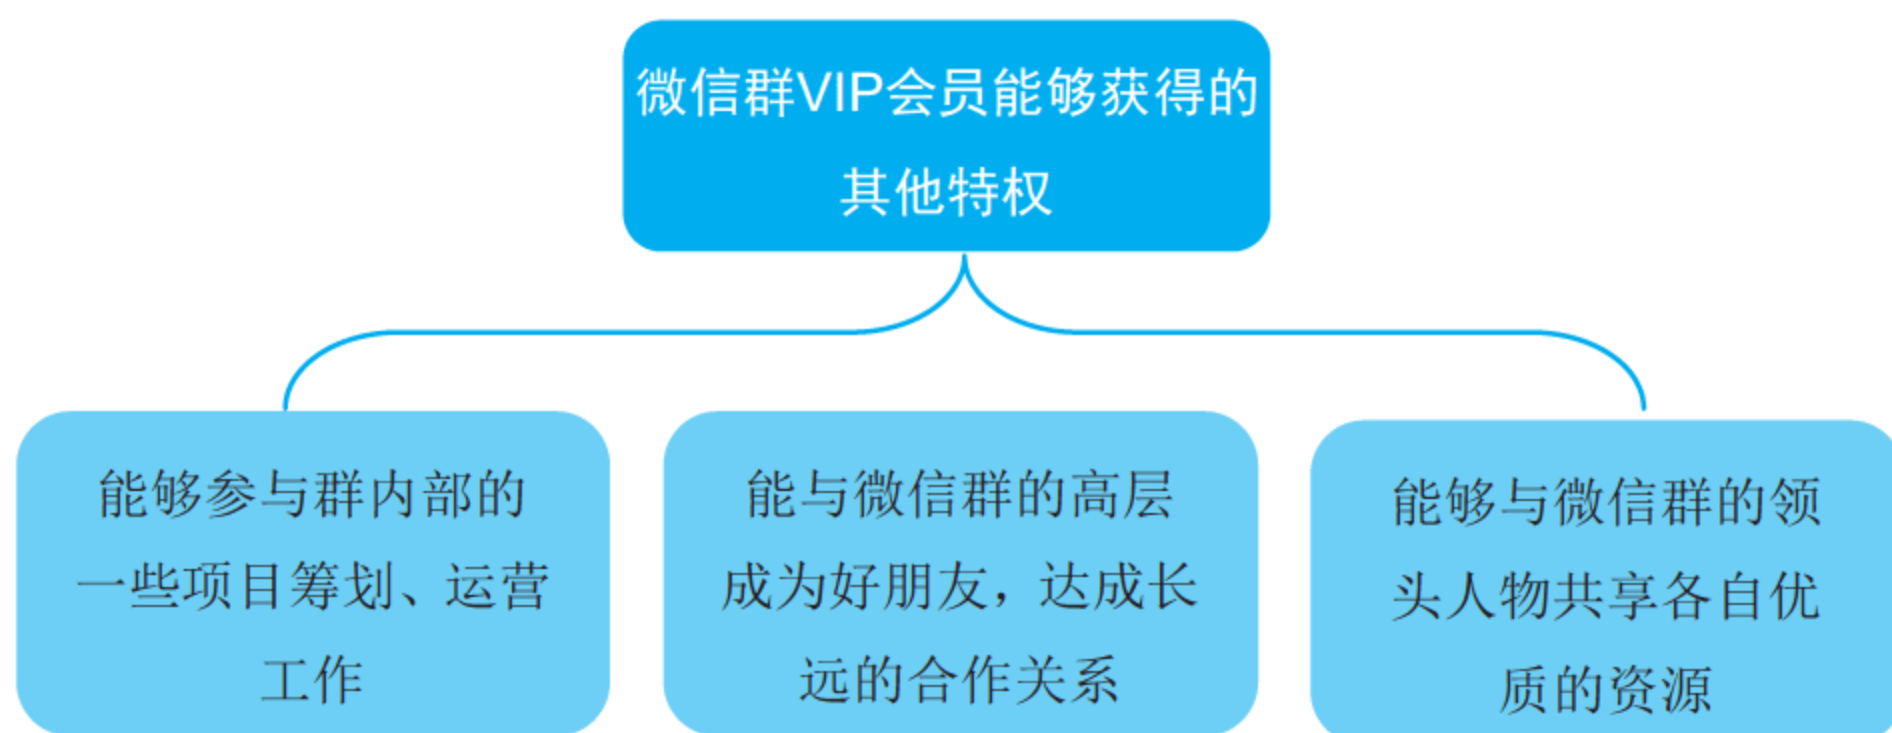 微信群VIP会员能够获得的
其他特权
能够参与群内部的
一些项目筹划、运营
工作
能与微信群的高层
成为好朋友，达成长
远的合作关系
能够与微信群的领
头人物共享各自优
质的资源